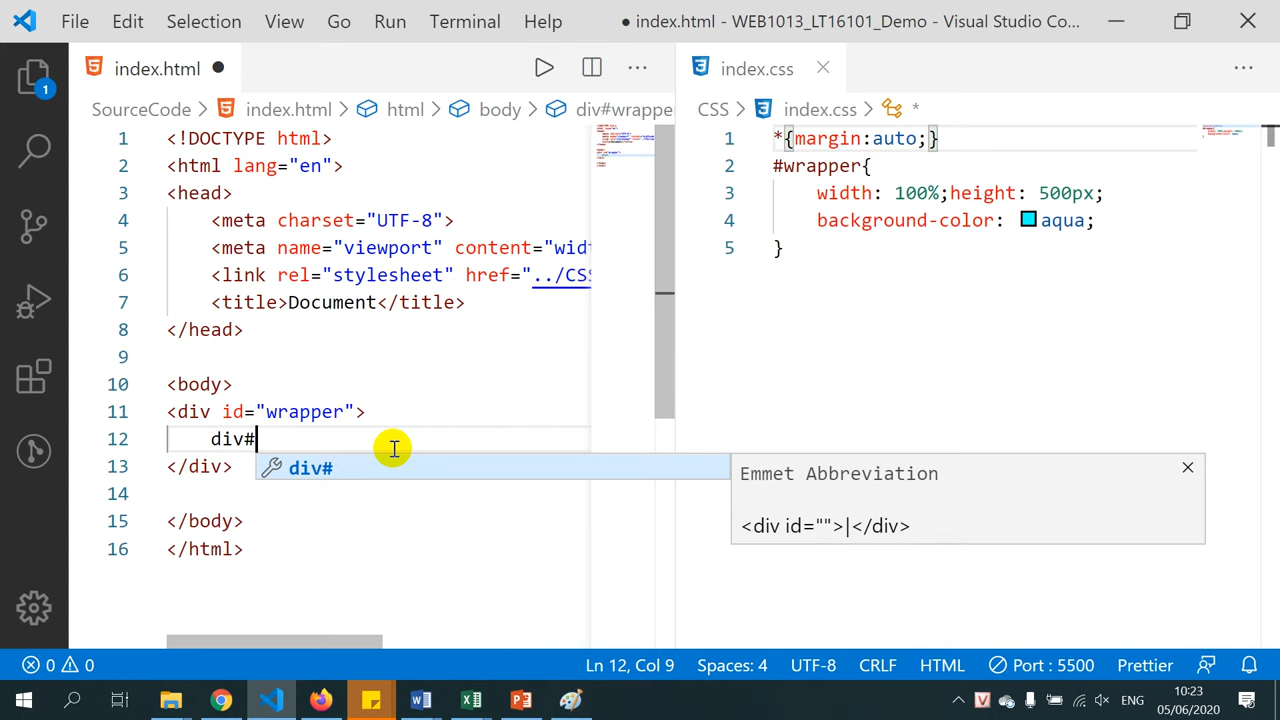 File Edit Selection View Go Run Terminal Help ● index.html - WEB1013_LT16101_Demo - Visual Studio Co...
index.html ●
index.css
SourceCode > index.html > html > body > div#wrapper
CSS > index.css > *
1 <!DOCTYPE html>
2 <html lang="en">
3 <head>
4 <meta charset="UTF-8">
5 <meta name="viewport" content="widt
6 <link rel="stylesheet" href="../CSS
7 <title>Document</title>
8 </head>
9
10 <body>
11 <div id="wrapper">
12 div#
13 </div>
14
15 </body>
16 </html>
div#
Emmet Abbreviation
<div id="">|</div>
1 *{margin:auto;}
2 #wrapper{
3 width: 100%;height: 500px;
4 background-color: aqua;
5 }
1
0 0 Ln 12, Col 9 Spaces: 4 UTF-8 CRLF HTML Port : 5500 Prettier
ENG
10:23
05/06/2020